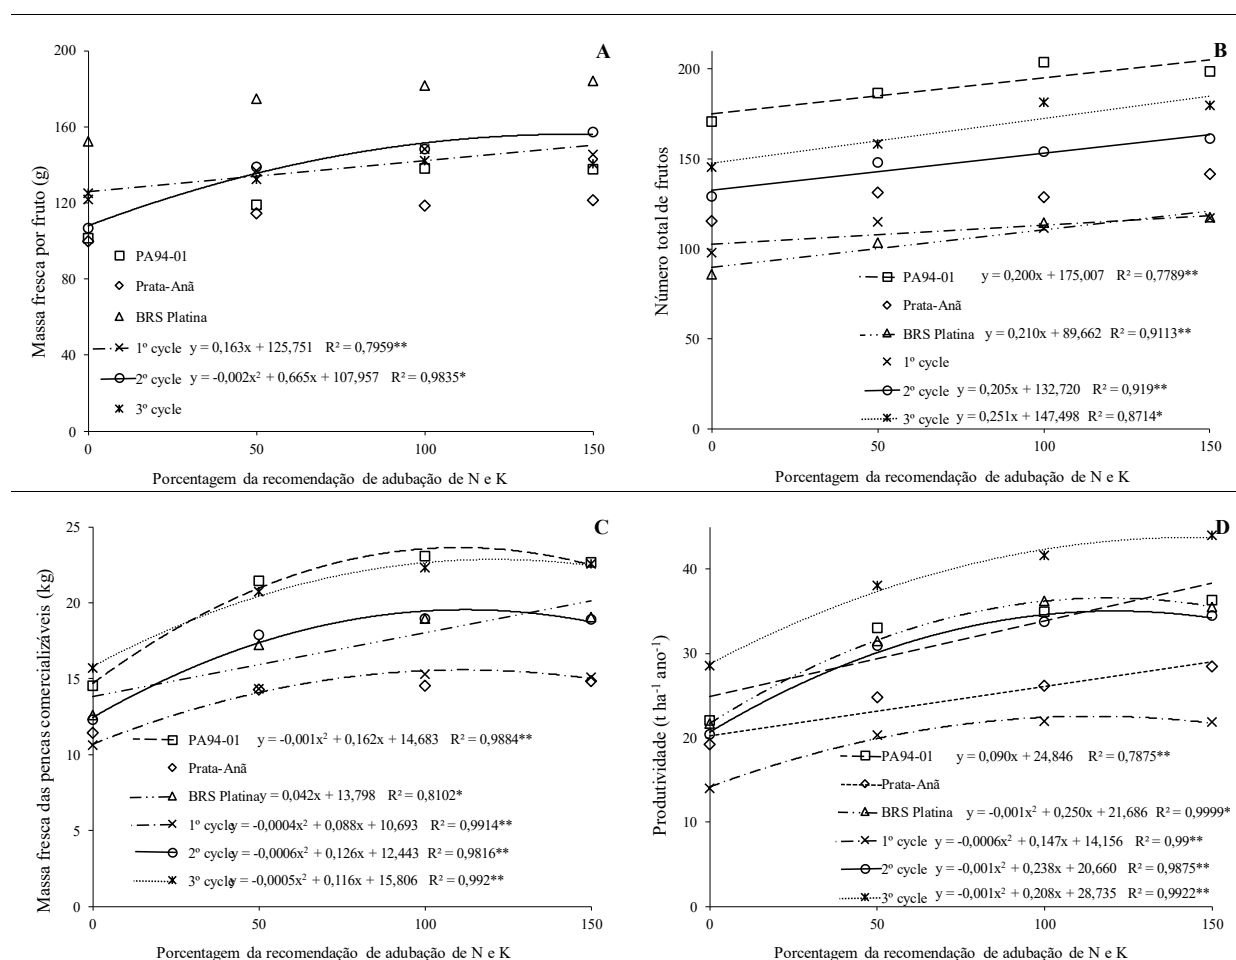 A
Massa fresca por fruto (g)
200
160
120
80
40
0
PA94-01
Prata-Anã
BRS Platina
1º cycle y = 0,163x + 125,751 R² = 0,7959**
2º cycle y = -0,002x² + 0,665x + 107,957 R² = 0,9835*
3º cycle
0 50 100 150
Porcentagem da recomendação de adubação de N e K
B
Número total de frutos
200
150
100
50
0
PA94-01 y = 0,200x + 175,007 R² = 0,7789**
Prata-Anã
BRS Platina y = 0,210x + 89,662 R² = 0,9113**
1º cycle
2º cycle y = 0,205x + 132,720 R² = 0,919**
3º cycle y = 0,251x + 147,498 R² = 0,8714*
0 50 100 150
Porcentagem da recomendação de adubação de N e K
C
Massa fresca das pencas comercializáveis (kg)
25
20
15
10
5
0
PA94-01 y = -0,001x² + 0,162x + 14,683 R² = 0,9884**
Prata-Anã
BRS Platina y = 0,042x + 13,798 R² = 0,8102*
1º cycle y = -0,0004x² + 0,088x + 10,693 R² = 0,9914**
2º cycle y = -0,0006x² + 0,126x + 12,443 R² = 0,9816**
3º cycle y = -0,0005x² + 0,116x + 15,806 R² = 0,992**
0 50 100 150
Porcentagem da recomendação de adubação de N e K
D
Produtividade (t ha⁻¹ ano⁻¹)
40
30
20
10
0
PA94-01 y = 0,090x + 24,846 R² = 0,7875**
Prata-Anã
BRS Platina y = -0,001x² + 0,250x + 21,686 R² = 0,9999*
1º cycle y = -0,0006x² + 0,147x + 14,156 R² = 0,99**
2º cycle y = -0,001x² + 0,238x + 20,660 R² = 0,9875**
3º cycle y = -0,001x² + 0,208x + 28,735 R² = 0,9922**
0 50 100 150
Porcentagem da recomendação de adubação de N e K